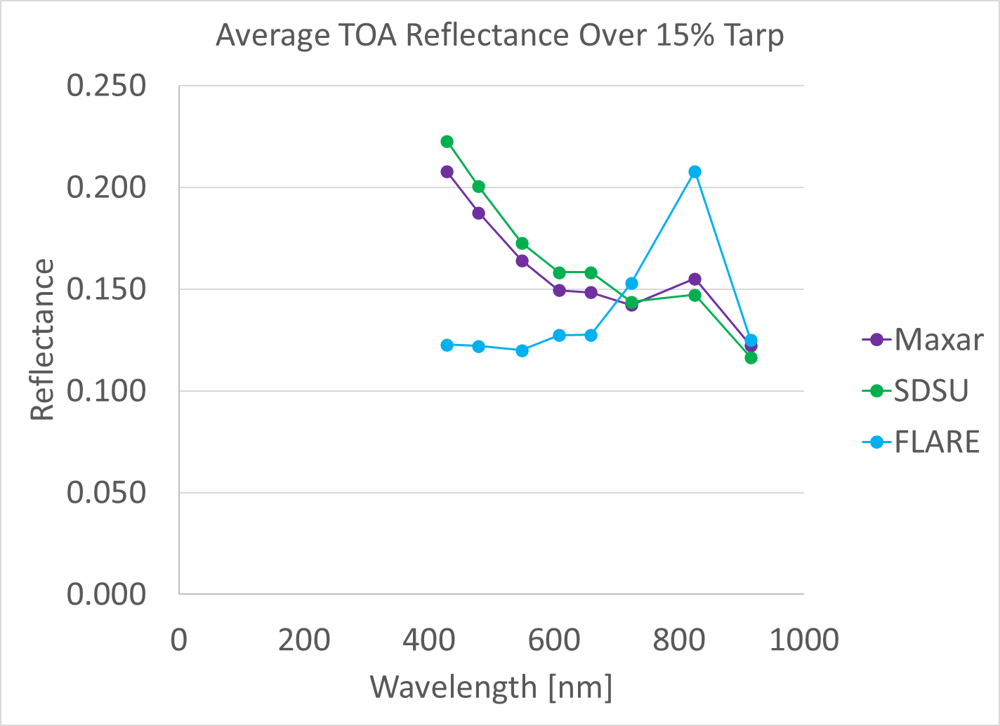 Average TOA Reflectance Over 15% Tarp
0.250
0.200
0.150
0.100
0.050
0.000
Reflectance
0 200 400 600 800 1000
Wavelength [nm]
Maxar
SDSU
FLARE